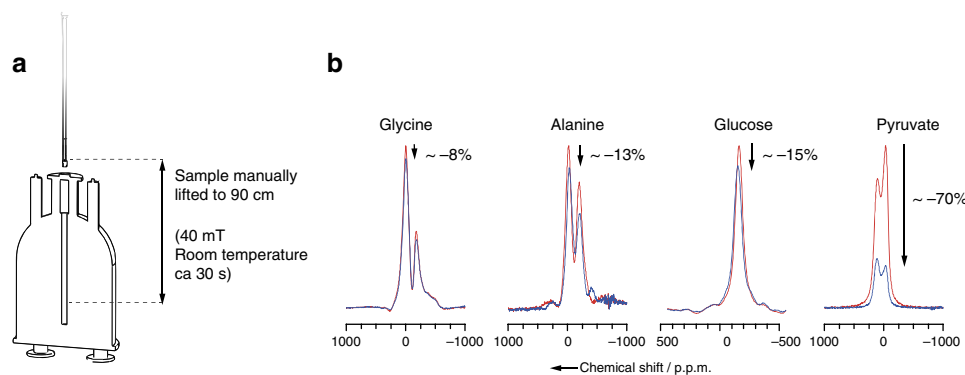 a
Sample manually
lifted to 90 cm
(40 mT
Room temperature
ca 30 s)
b
Glycine
~ –8%
1000 0 –1000
Alanine
~ –13%
1000 0 –1000
Glucose
~ –15%
500 0 –500
Pyruvate
~ –70%
1000 0 –1000
Chemical shift / p.p.m.